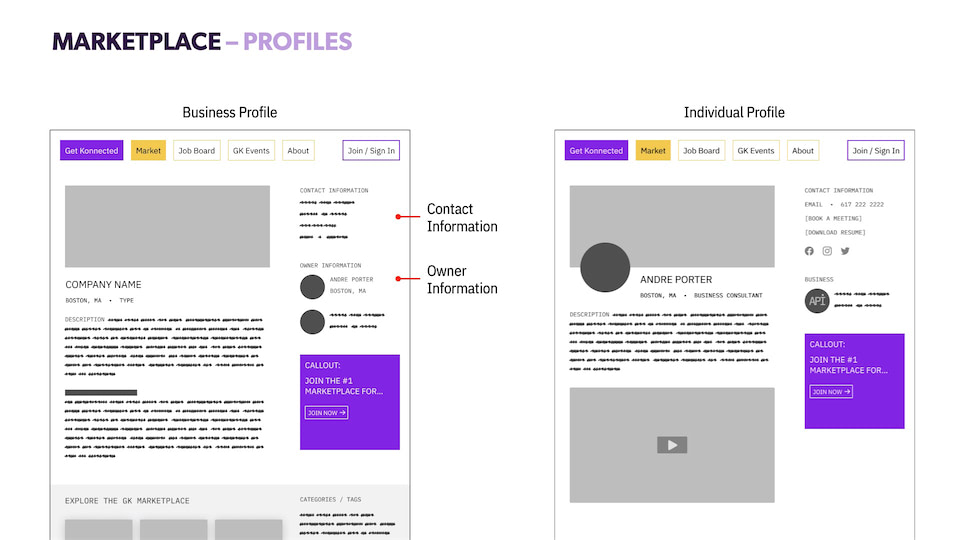 MARKETPLACE – PROFILES
Business Profile
Get Konnected
Market
Job Board
GK Events
About
Join / Sign In
CONTACT INFORMATION
OWNER INFORMATION
ANDRE PORTER
BOSTON, MA
COMPANY NAME
BOSTON, MA • TYPE
DESCRIPTION
CALLOUT:
JOIN THE #1
MARKETPLACE FOR...
JOIN NOW →
EXPLORE THE GK MARKETPLACE
CATEGORIES / TAGS
Contact
Information
Owner
Information
Individual Profile
Get Konnected
Market
Job Board
GK Events
About
Join / Sign In
CONTACT INFORMATION
EMAIL • 617 222 2222
[BOOK A MEETING]
[DOWNLOAD RESUME]
ANDRE PORTER
BOSTON, MA • BUSINESS CONSULTANT
DESCRIPTION
BUSINESS
API
CALLOUT:
JOIN THE #1
MARKETPLACE FOR...
JOIN NOW →